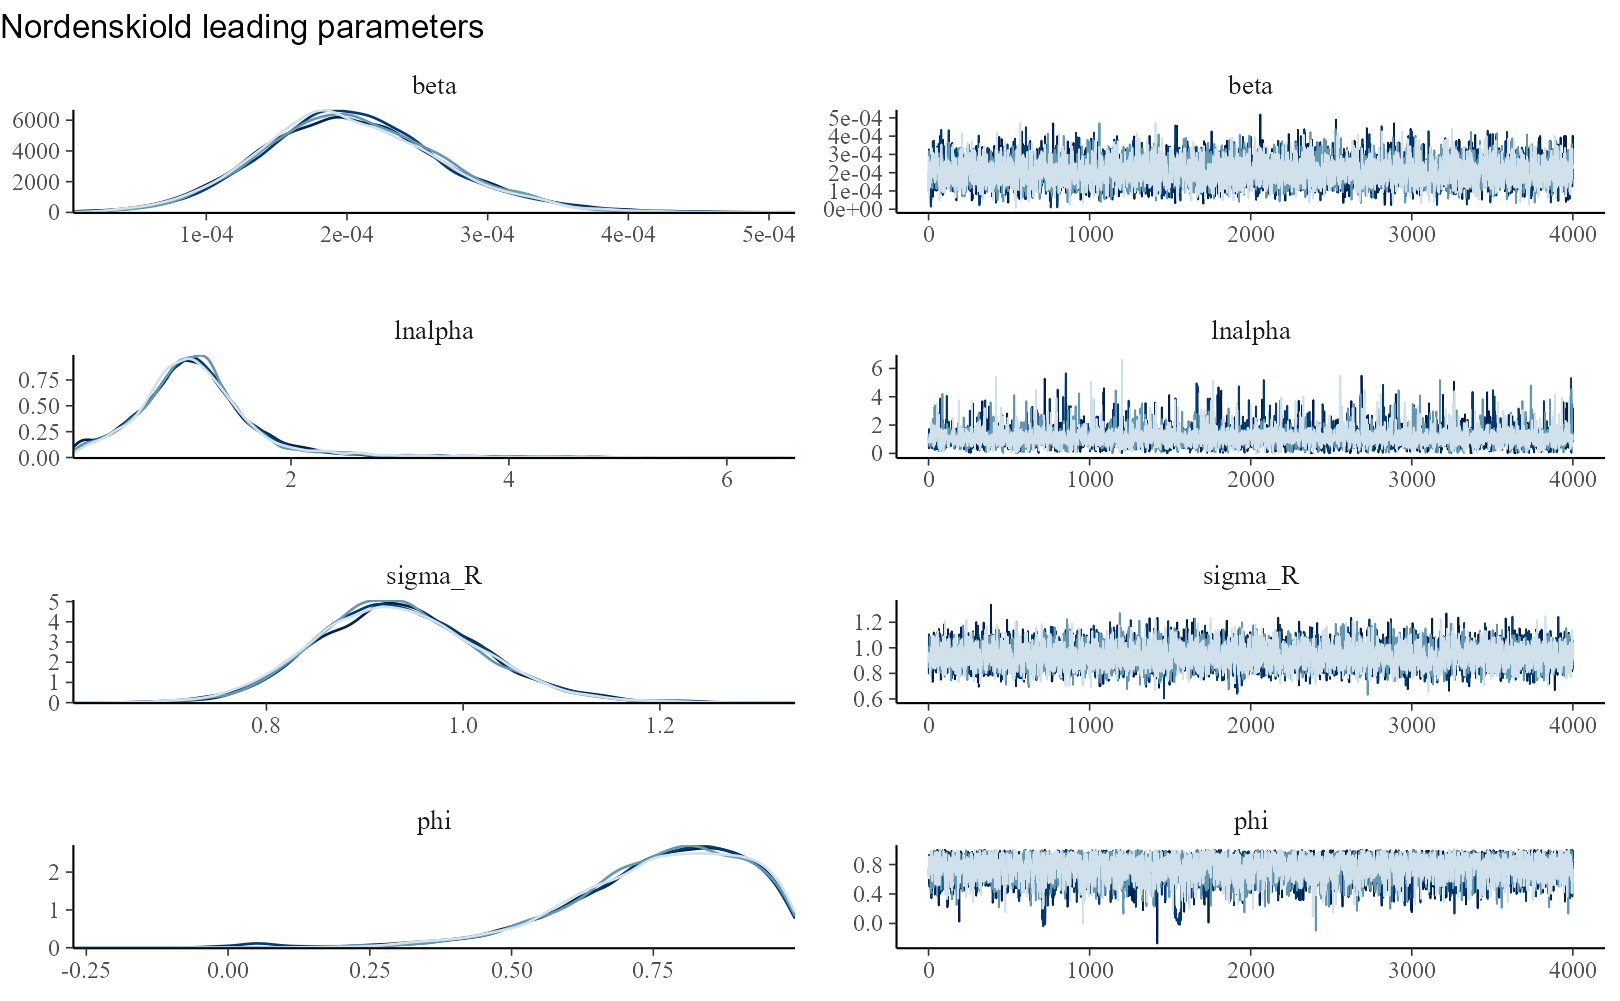 Nordenskiold leading parameters
beta
6000
4000
2000
0
1e-04 2e-04 3e-04 4e-04 5e-04
beta
5e-04
4e-04
3e-04
2e-04
1e-04
0e+00
0 1000 2000 3000 4000
lnalpha
0.75
0.50
0.25
0.00
2 4 6
lnalpha
6
4
2
0
0 1000 2000 3000 4000
sigma_R
5
4
3
2
1
0
0.8 1.0 1.2
sigma_R
1.2
1.0
0.8
0.6
0 1000 2000 3000 4000
phi
2
1
0
-0.25 0.00 0.25 0.50 0.75
phi
0.8
0.4
0.0
0 1000 2000 3000 4000